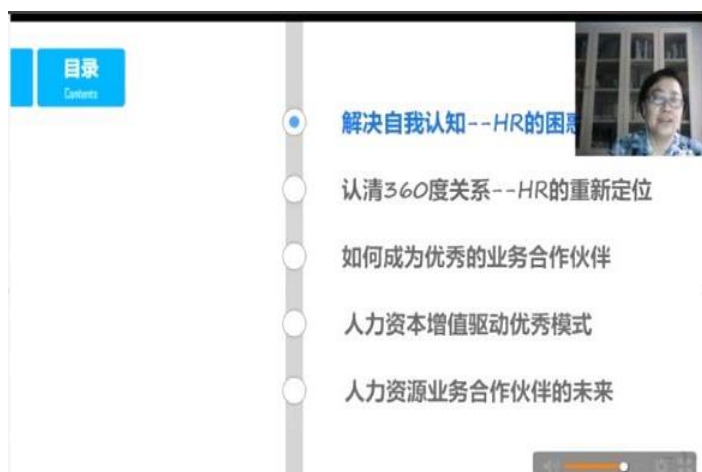 目录
Contents
解决自我认知--HR的困惑
认清360度关系--HR的重新定位
如何成为优秀的业务合作伙伴
人力资本增值驱动优秀模式
人力资源业务合作伙伴的未来